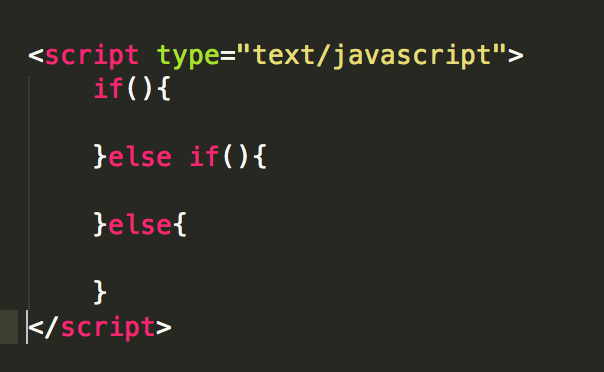 <script type="text/javascript">
    if(){

    }else if(){

    }else{

    }
</script>